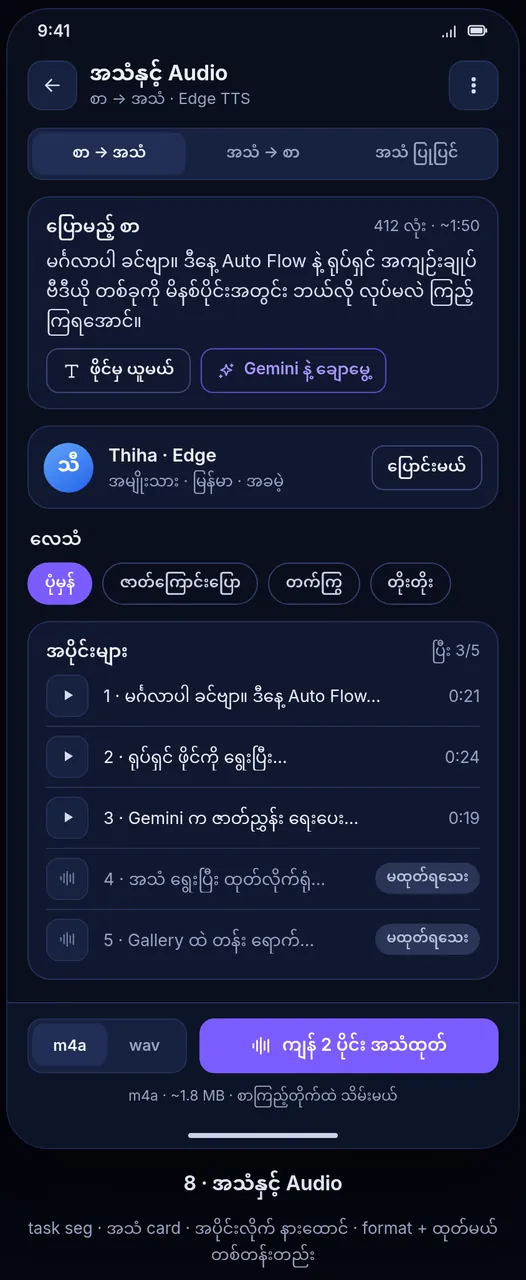 9:41
အသံနှင့် Audio
စာ → အသံ · Edge TTS
စာ → အသံ
အသံ → စာ
အသံ ပြုပြင်
ပြောမည့် စာ
412 လုံး · ~1:50
မင်္ဂလာပါ ခင်ဗျာ။ ဒီနေ့ Auto Flow နဲ့ ရုပ်ရှင် အကျဉ်းချုပ်
ဗီဒီယို တစ်ခုကို မိနစ်ပိုင်းအတွင်း ဘယ်လို လုပ်မလဲ ကြည့်
ကြရအောင်။
ဖိုင်မှ ယူမယ်
Gemini နဲ့ ချောမွေ့
သီ
Thiha · Edge
အမျိုးသား · မြန်မာ · အခမဲ့
ပြောင်းမယ်
လေသံ
ပုံမှန်
ဇာတ်ကြောင်းပြော
တက်ကြွ
တိုးတိုး
အပိုင်းများ
ပြီး 3/5
1 · မင်္ဂလာပါ ခင်ဗျာ။ ဒီနေ့ Auto Flow...
0:21
2 · ရုပ်ရှင် ဖိုင်ကို ရွေးပြီး...
0:24
3 · Gemini က ဇာတ်ညွှန်း ရေးပေး...
0:19
4 · အသံ ရွေးပြီး ထုတ်လိုက်ရုံ...
မထုတ်ရသေး
5 · Gallery ထဲ တန်း ရောက်...
မထုတ်ရသေး
m4a
wav
ကျန် 2 ပိုင်း အသံထုတ်
m4a · ~1.8 MB · စာကြည့်တိုက်ထဲ သိမ်းမယ်
8 · အသံနှင့် Audio
task seg · အသံ card · အပိုင်းလိုက် နားထောင် · format + ထုတ်မယ်
တစ်တန်းတည်း